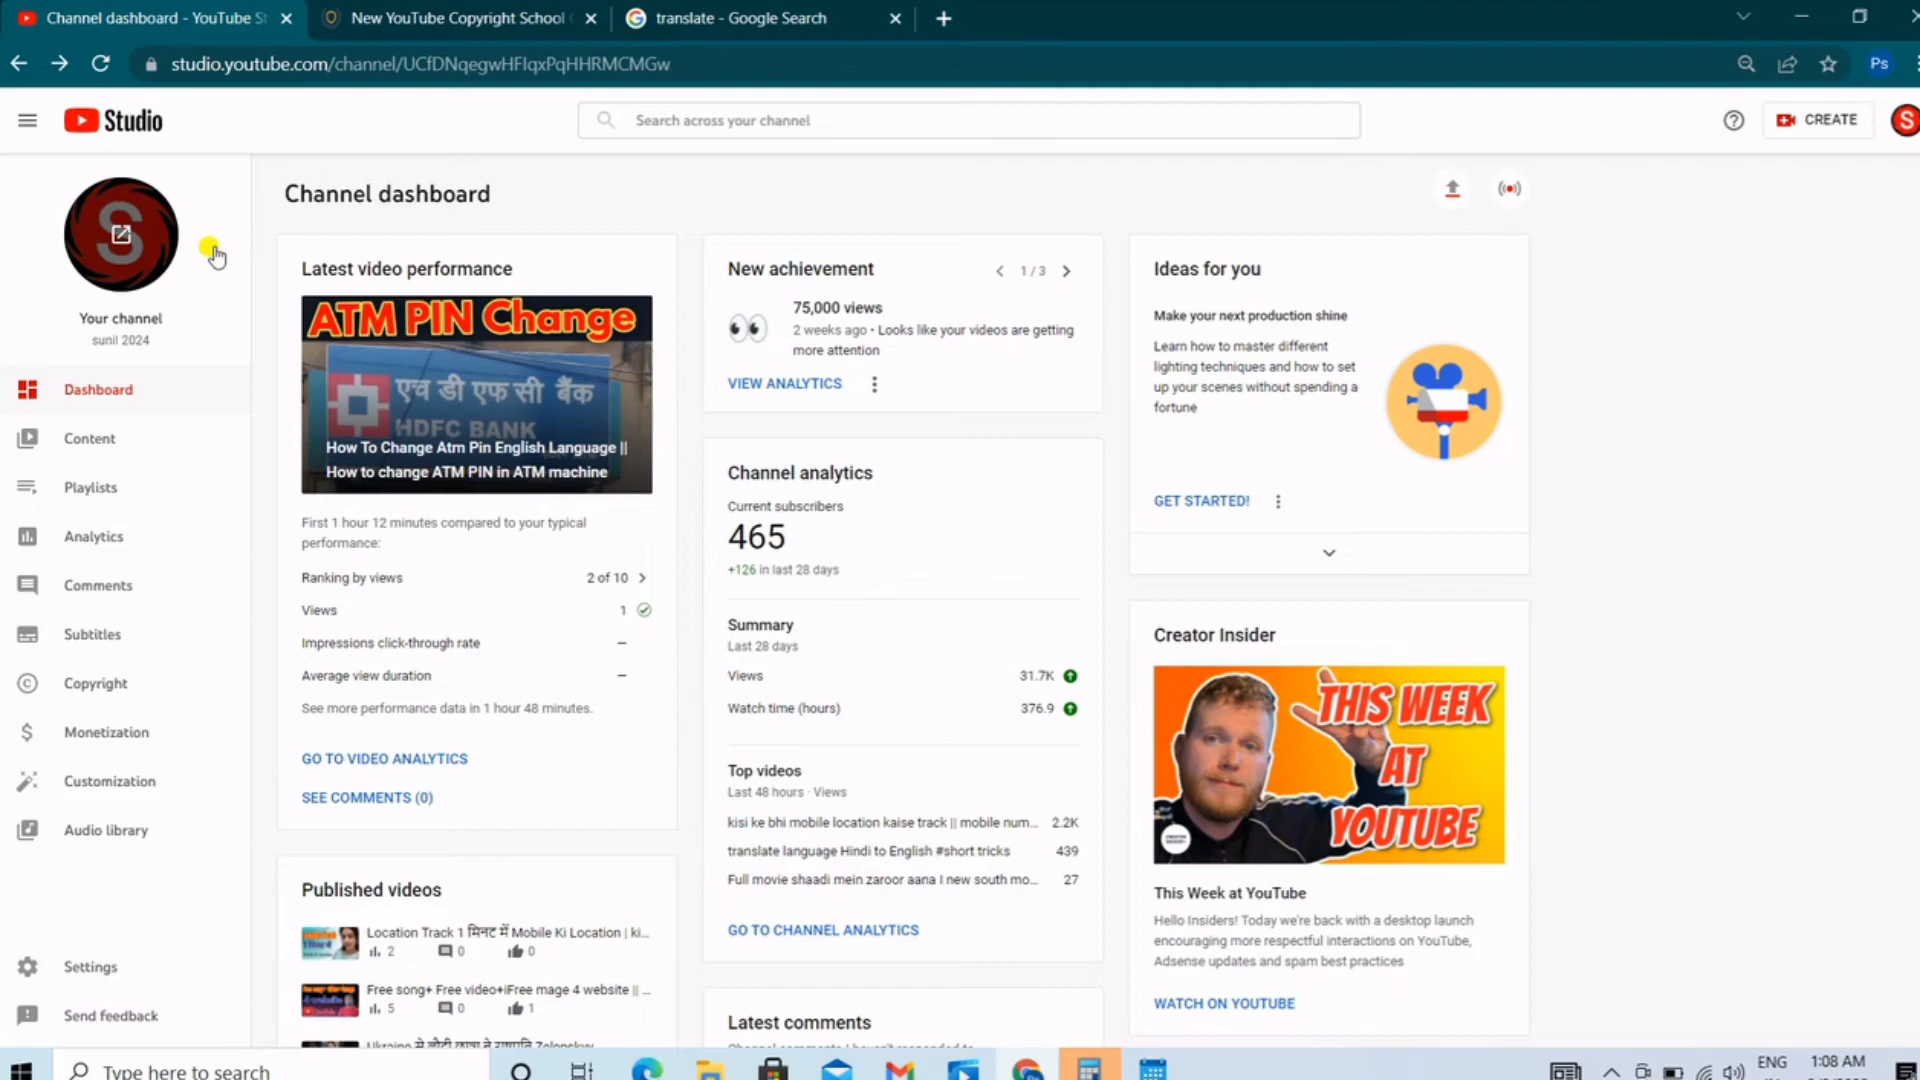 Channel dashboard - YouTube St
New YouTube Copyright School
translate - Google Search
studio.youtube.com/channel/UCfDNqegwHFIqxPqHHRMCMGw
Ps
Studio
Search across your channel
CREATE
S
S
Your channel
sunil 2024
Dashboard
Content
Playlists
Analytics
Comments
Subtitles
Copyright
Monetization
Customization
Audio library
Settings
Send feedback
Channel dashboard
Latest video performance
ATM PIN Change
एच डी एफ सी बैंक
HDFC BANK
How To Change Atm Pin English Language ||
How to change ATM PIN in ATM machine
First 1 hour 12 minutes compared to your typical
performance:
Ranking by views 2 of 10
Views 1
Impressions click-through rate –
Average view duration –
See more performance data in 1 hour 48 minutes.
GO TO VIDEO ANALYTICS
SEE COMMENTS (0)
Published videos
Location Track 1 मिनट में Mobile Ki Location | ki...
2 0 0
Free song+ Free video+iFree mage 4 website || ...
5 0 1
New achievement
1 / 3
75,000 views
2 weeks ago • Looks like your videos are getting
more attention
VIEW ANALYTICS
Channel analytics
Current subscribers
465
+126 in last 28 days
Summary
Last 28 days
Views 31.7K
Watch time (hours) 376.9
Top videos
Last 48 hours · Views
kisi ke bhi mobile location kaise track || mobile num... 2.2K
translate language Hindi to English #short tricks 439
Full movie shaadi mein zaroor aana I new south mo... 27
GO TO CHANNEL ANALYTICS
Latest comments
Channel comments I haven't responded to
Ideas for you
Make your next production shine
Learn how to master different
lighting techniques and how to set
up your scenes without spending a
fortune
GET STARTED!
Creator Insider
THIS WEEK
AT
YOUTUBE
This Week at YouTube
Hello Insiders! Today we're back with a desktop launch
encouraging more respectful interactions on YouTube,
Adsense updates and spam best practices
WATCH ON YOUTUBE
Type here to search
ENG
1:08 AM